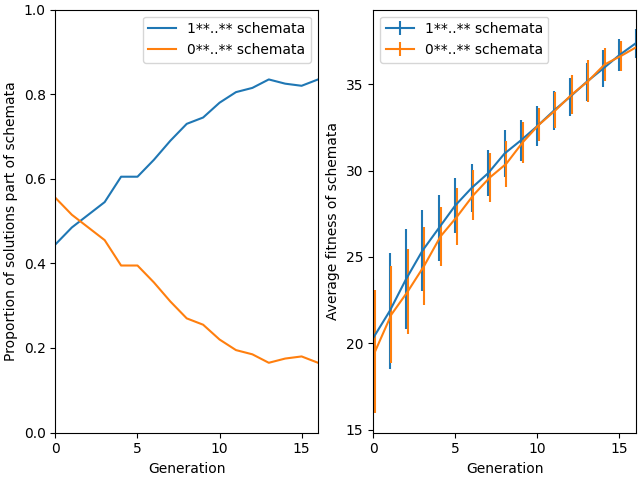 1.0
0.8
0.6
0.4
0.2
0.0
Proportion of solutions part of schemata
1**..** schemata
0**..** schemata
0
5
10
15
Generation
35
30
25
20
15
Average fitness of schemata
1**..** schemata
0**..** schemata
0
5
10
15
Generation